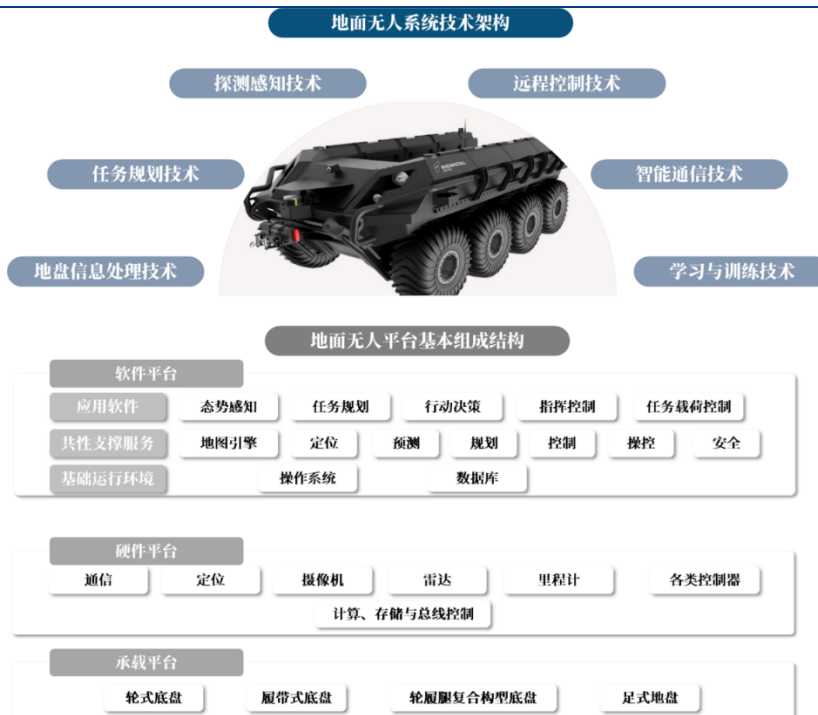 地面无人系统技术架构
探测感知技术 远程控制技术
任务规划技术 智能通信技术
地盘信息处理技术 学习与训练技术
地面无人平台基本组成结构
软件平台
应用软件 态势感知 任务规划 行动决策 指挥控制 任务载荷控制
共性支撑服务 地图引擎 定位 预测 规划 控制 操控 安全
基础运行环境 操作系统 数据库
硬件平台
通信 定位 摄像机 雷达 里程计 各类控制器
计算、存储与总线控制
承载平台
轮式底盘 履带式底盘 轮履腿复合构型底盘 足式地盘